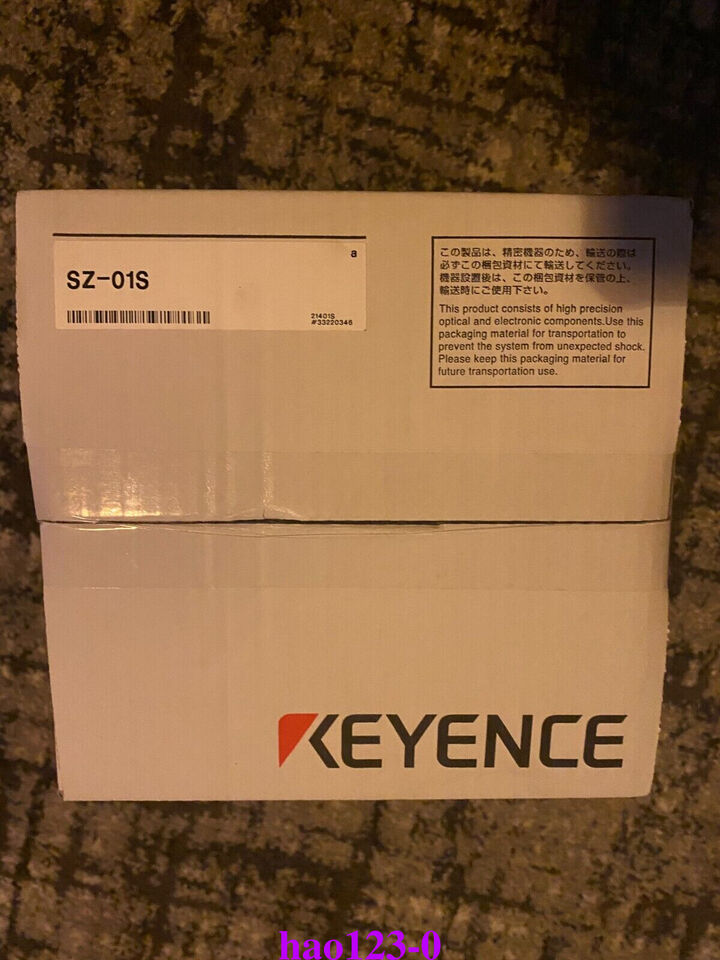 a
SZ-01S
21401S
#33220346
この製品は、精密機器のため、輸送の際は
必ずこの梱包資材にて輸送してください。
機器設置後は、この梱包資材を保管の上、
輸送時にご使用下さい。
This product consists of high precision
optical and electronic components.Use this
packaging material for transportation to
prevent the system from unexpected shock.
Please keep this packaging material for
future transportation use.
KEYENCE
hao123-0